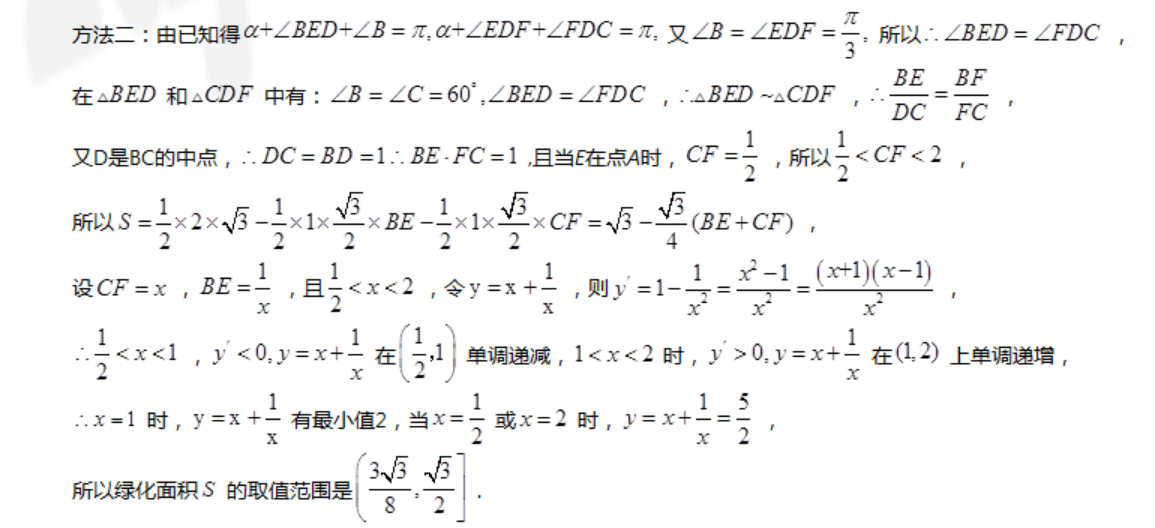 方法二：由已知得α+∠BED+∠B=π,α+∠EDF+∠FDC=π, 又∠B=∠EDF=π/3, 所以∴∠BED=∠FDC ，
在△BED 和△CDF 中有：∠B=∠C=60°,∠BED=∠FDC ，∴△BED ~△CDF ，∴BE/DC=BF/FC ，
又D是BC的中点，∴DC=BD=1∴BE·FC=1 ,且当E在点A时，CF=1/2 ，所以1/2<CF<2 ，
所以S=1/2×2×√3-1/2×1×√3/2×BE-1/2×1×√3/2×CF=√3-√3/4(BE+CF) ，
设CF=x ，BE=1/x ，且1/2<x<2 ，令y=x+1/x ，则y'=1-1/x²=(x²-1)/x²=(x+1)(x-1)/x² ，
∴1/2<x<1 ，y'<0,y=x+1/x 在(1/2,1) 单调递减，1<x<2 时，y'>0,y=x+1/x 在(1,2) 上单调递增，
∴x=1 时，y=x+1/x 有最小值2，当x=1/2 或x=2 时，y=x+1/x=5/2 ，
所以绿化面积S 的取值范围是(3√3/8,√3/2] .